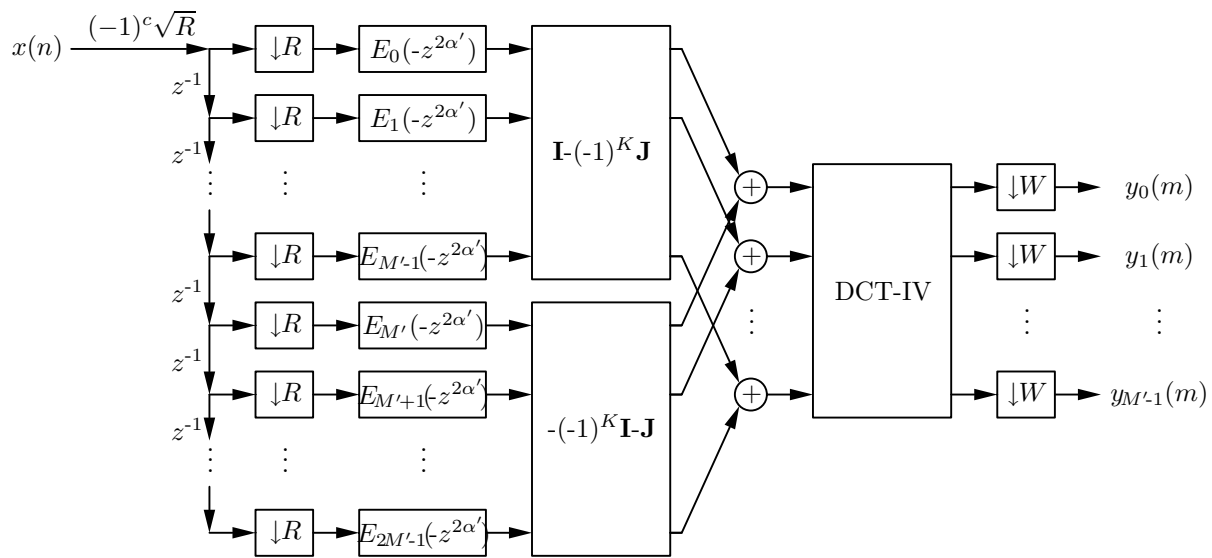 x(n) (-1)^c√R
↓R E_0(-z^{2α′})
z^{-1}
↓R E_1(-z^{2α′})
z^{-1}
⋮ ⋮ ⋮
I-(-1)^K J
↓R E_{M′-1}(-z^{2α′})
z^{-1}
↓R E_{M′}(-z^{2α′})
z^{-1}
↓R E_{M′+1}(-z^{2α′})
z^{-1}
-(-1)^K I-J
⋮ ⋮ ⋮
↓R E_{2M′-1}(-z^{2α′})
+
+
⋮
+
DCT-IV
↓W y_0(m)
↓W y_1(m)
⋮ ⋮
↓W y_{M′-1}(m)